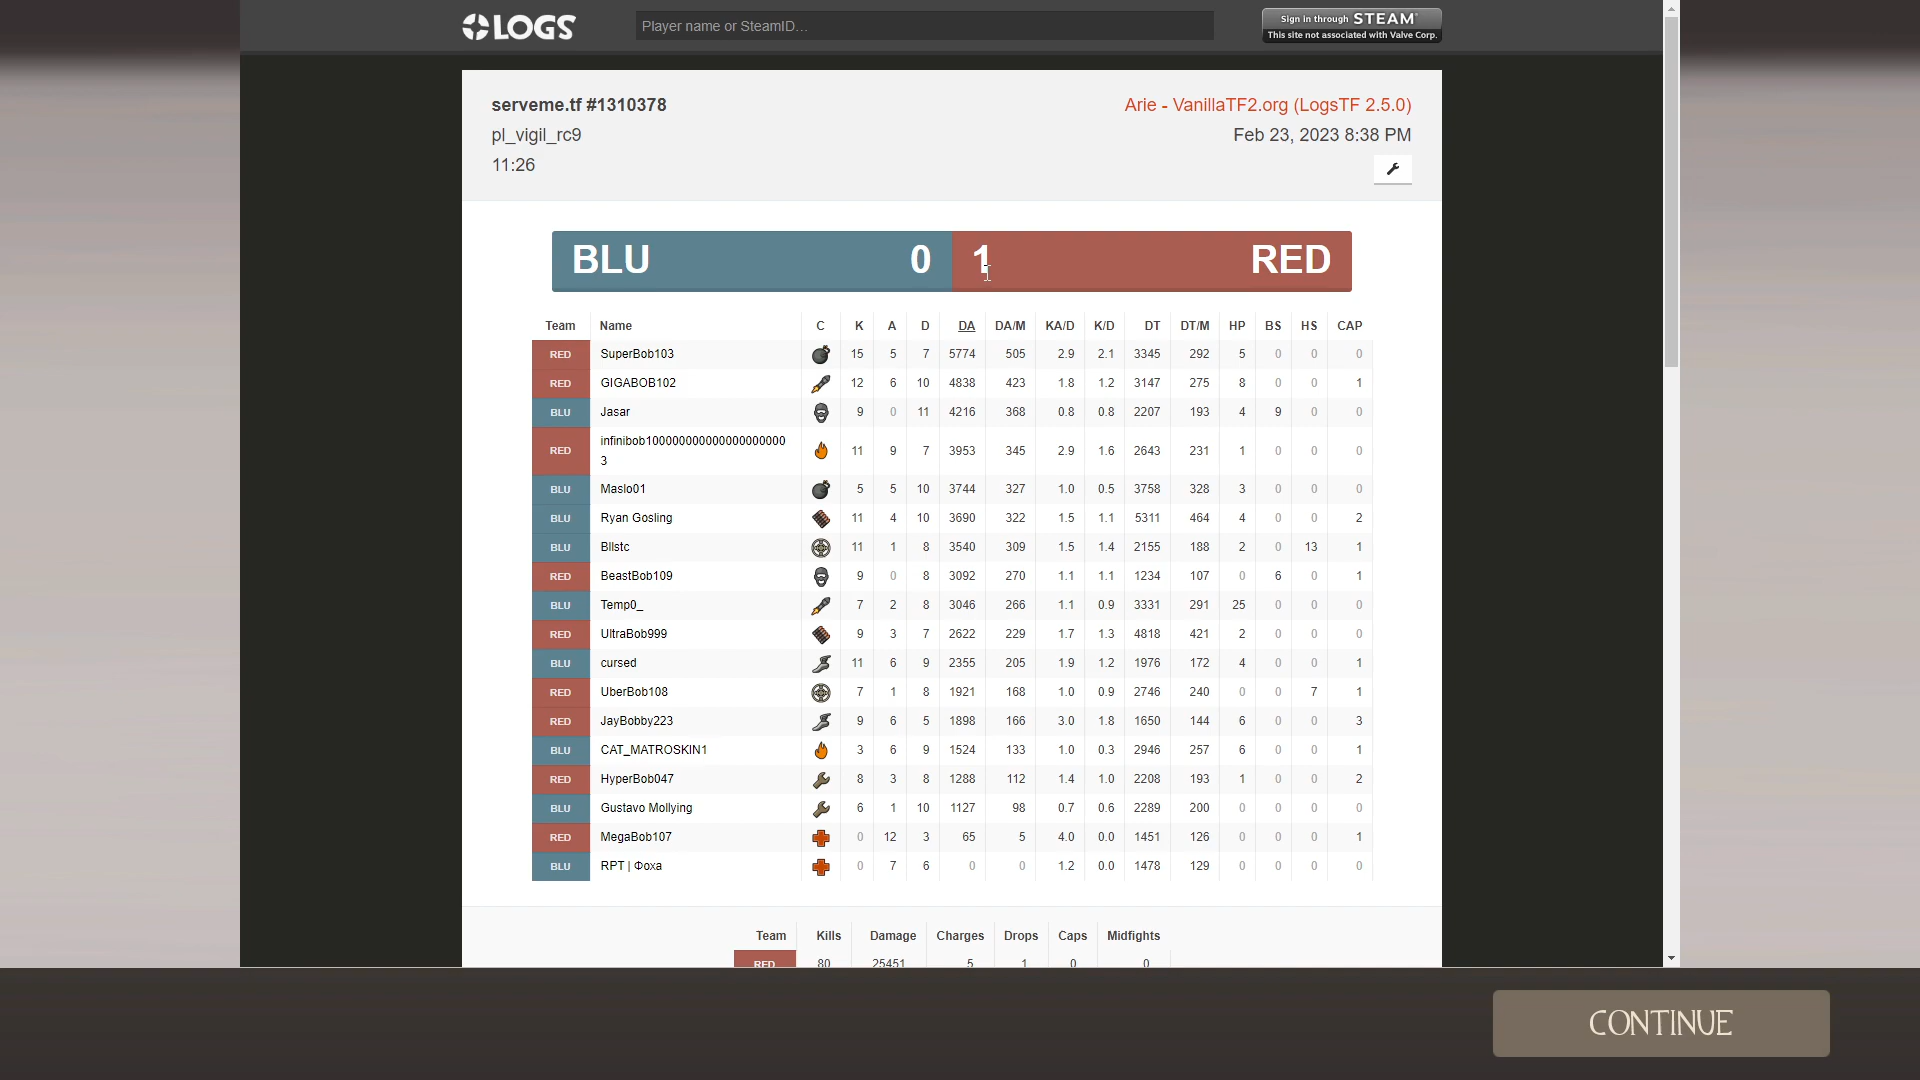 LOGS
Player name or SteamID...
Sign in through STEAM
This site not associated with Valve Corp.
serveme.tf #1310378
Arie - VanillaTF2.org (LogsTF 2.5.0)
pl_vigil_rc9
Feb 23, 2023 8:38 PM
11:26
BLU 0 1 RED
Team Name C K A D DA DA/M KA/D K/D DT DT/M HP BS HS CAP
RED SuperBob103 15 5 7 5774 505 2.9 2.1 3345 292 5 0 0 0
RED GIGABOB102 12 6 10 4838 423 1.8 1.2 3147 275 8 0 0 1
BLU Jasar 9 0 11 4216 368 0.8 0.8 2207 193 4 9 0 0
RED infinibob10000000000000000000
3 11 9 7 3953 345 2.9 1.6 2643 231 1 0 0 0
BLU Maslo01 5 5 10 3744 327 1.0 0.5 3758 328 3 0 0 0
BLU Ryan Gosling 11 4 10 3690 322 1.5 1.1 5311 464 4 0 0 2
BLU Bllstc 11 1 8 3540 309 1.5 1.4 2155 188 2 0 13 1
RED BeastBob109 9 0 8 3092 270 1.1 1.1 1234 107 0 6 0 1
BLU Temp0_ 7 2 8 3046 266 1.1 0.9 3331 291 25 0 0 0
RED UltraBob999 9 3 7 2622 229 1.7 1.3 4818 421 2 0 0 0
BLU cursed 11 6 9 2355 205 1.9 1.2 1976 172 4 0 0 1
RED UberBob108 7 1 8 1921 168 1.0 0.9 2746 240 0 0 7 1
RED JayBobby223 9 6 5 1898 166 3.0 1.8 1650 144 6 0 0 3
BLU CAT_MATROSKIN1 3 6 9 1524 133 1.0 0.3 2946 257 6 0 0 1
RED HyperBob047 8 3 8 1288 112 1.4 1.0 2208 193 1 0 0 2
BLU Gustavo Mollying 6 1 10 1127 98 0.7 0.6 2289 200 0 0 0 0
RED MegaBob107 0 12 3 65 5 4.0 0.0 1451 126 0 0 0 1
BLU RPT | Фоха 0 7 6 0 0 1.2 0.0 1478 129 0 0 0 0
Team Kills Damage Charges Drops Caps Midfights
RED 80 25451 5 1 0 0
CONTINUE